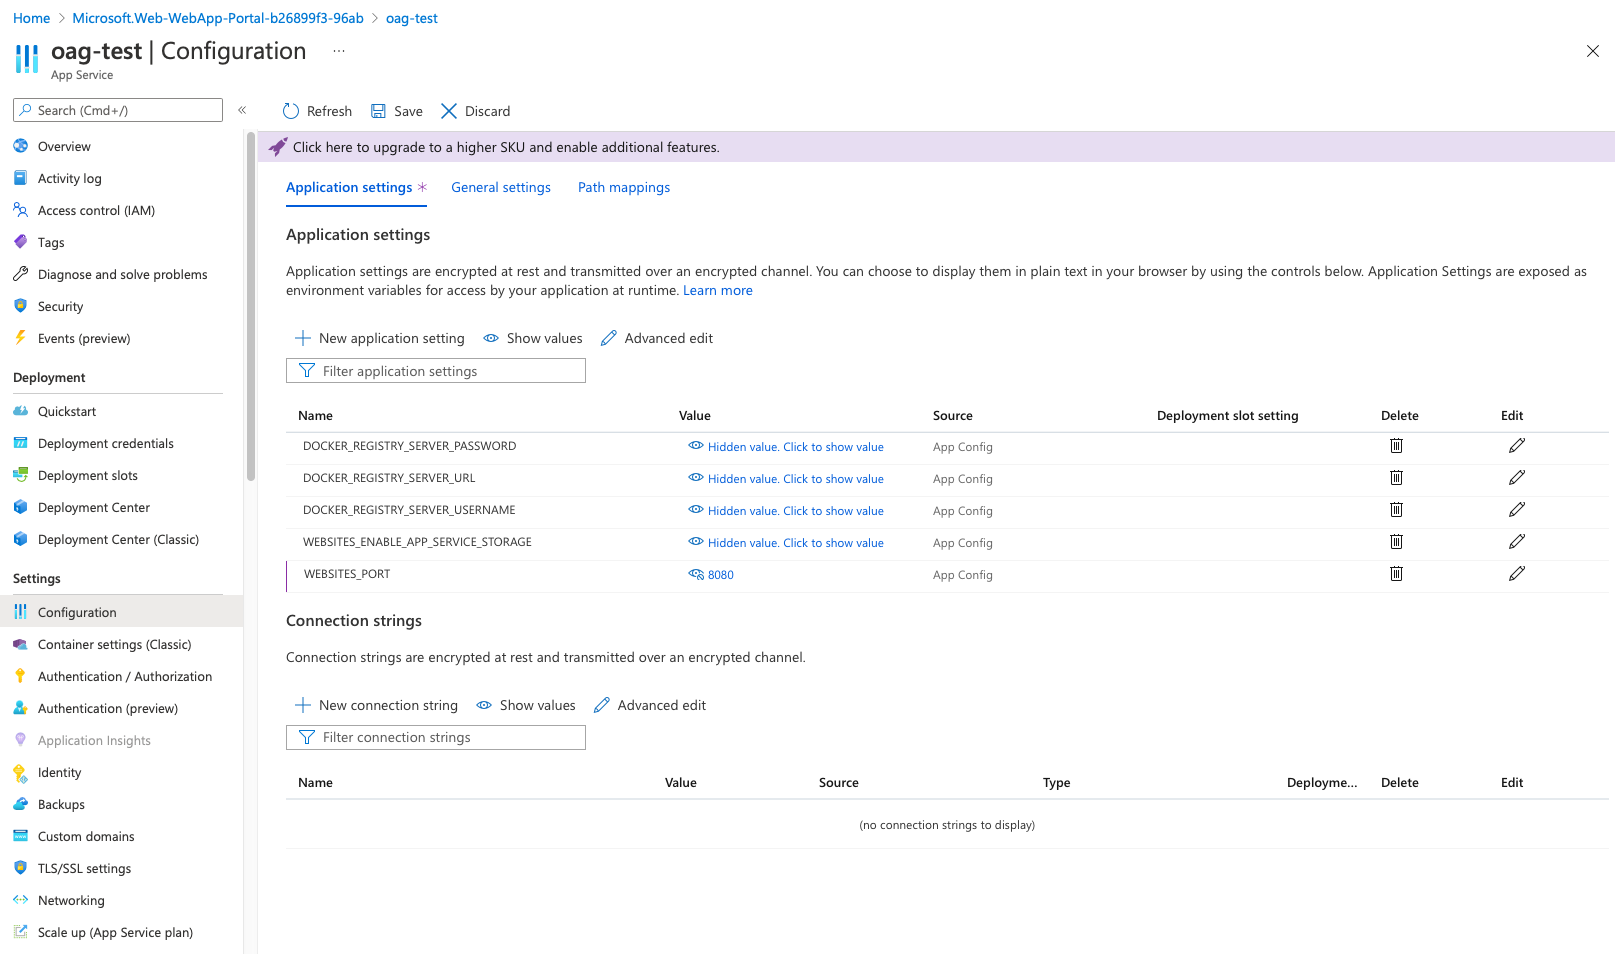 Home > Microsoft.Web-WebApp-Portal-b26899f3-96ab > oag-test
oag-test | Configuration ...
App Service
Search (Cmd+/)
«
Overview
Activity log
Access control (IAM)
Tags
Diagnose and solve problems
Security
Events (preview)
Deployment
Quickstart
Deployment credentials
Deployment slots
Deployment Center
Deployment Center (Classic)
Settings
Configuration
Container settings (Classic)
Authentication / Authorization
Authentication (preview)
Application Insights
Identity
Backups
Custom domains
TLS/SSL settings
Networking
Scale up (App Service plan)
Refresh Save Discard
Click here to upgrade to a higher SKU and enable additional features.
Application settings * General settings Path mappings
Application settings
Application settings are encrypted at rest and transmitted over an encrypted channel. You can choose to display them in plain text in your browser by using the controls below. Application Settings are exposed as
environment variables for access by your application at runtime. Learn more
New application setting Show values Advanced edit
Filter application settings
Name Value Source Deployment slot setting Delete Edit
DOCKER_REGISTRY_SERVER_PASSWORD Hidden value. Click to show value App Config
DOCKER_REGISTRY_SERVER_URL Hidden value. Click to show value App Config
DOCKER_REGISTRY_SERVER_USERNAME Hidden value. Click to show value App Config
WEBSITES_ENABLE_APP_SERVICE_STORAGE Hidden value. Click to show value App Config
WEBSITES_PORT 8080 App Config
Connection strings
Connection strings are encrypted at rest and transmitted over an encrypted channel.
New connection string Show values Advanced edit
Filter connection strings
Name Value Source Type Deployme... Delete Edit
(no connection strings to display)